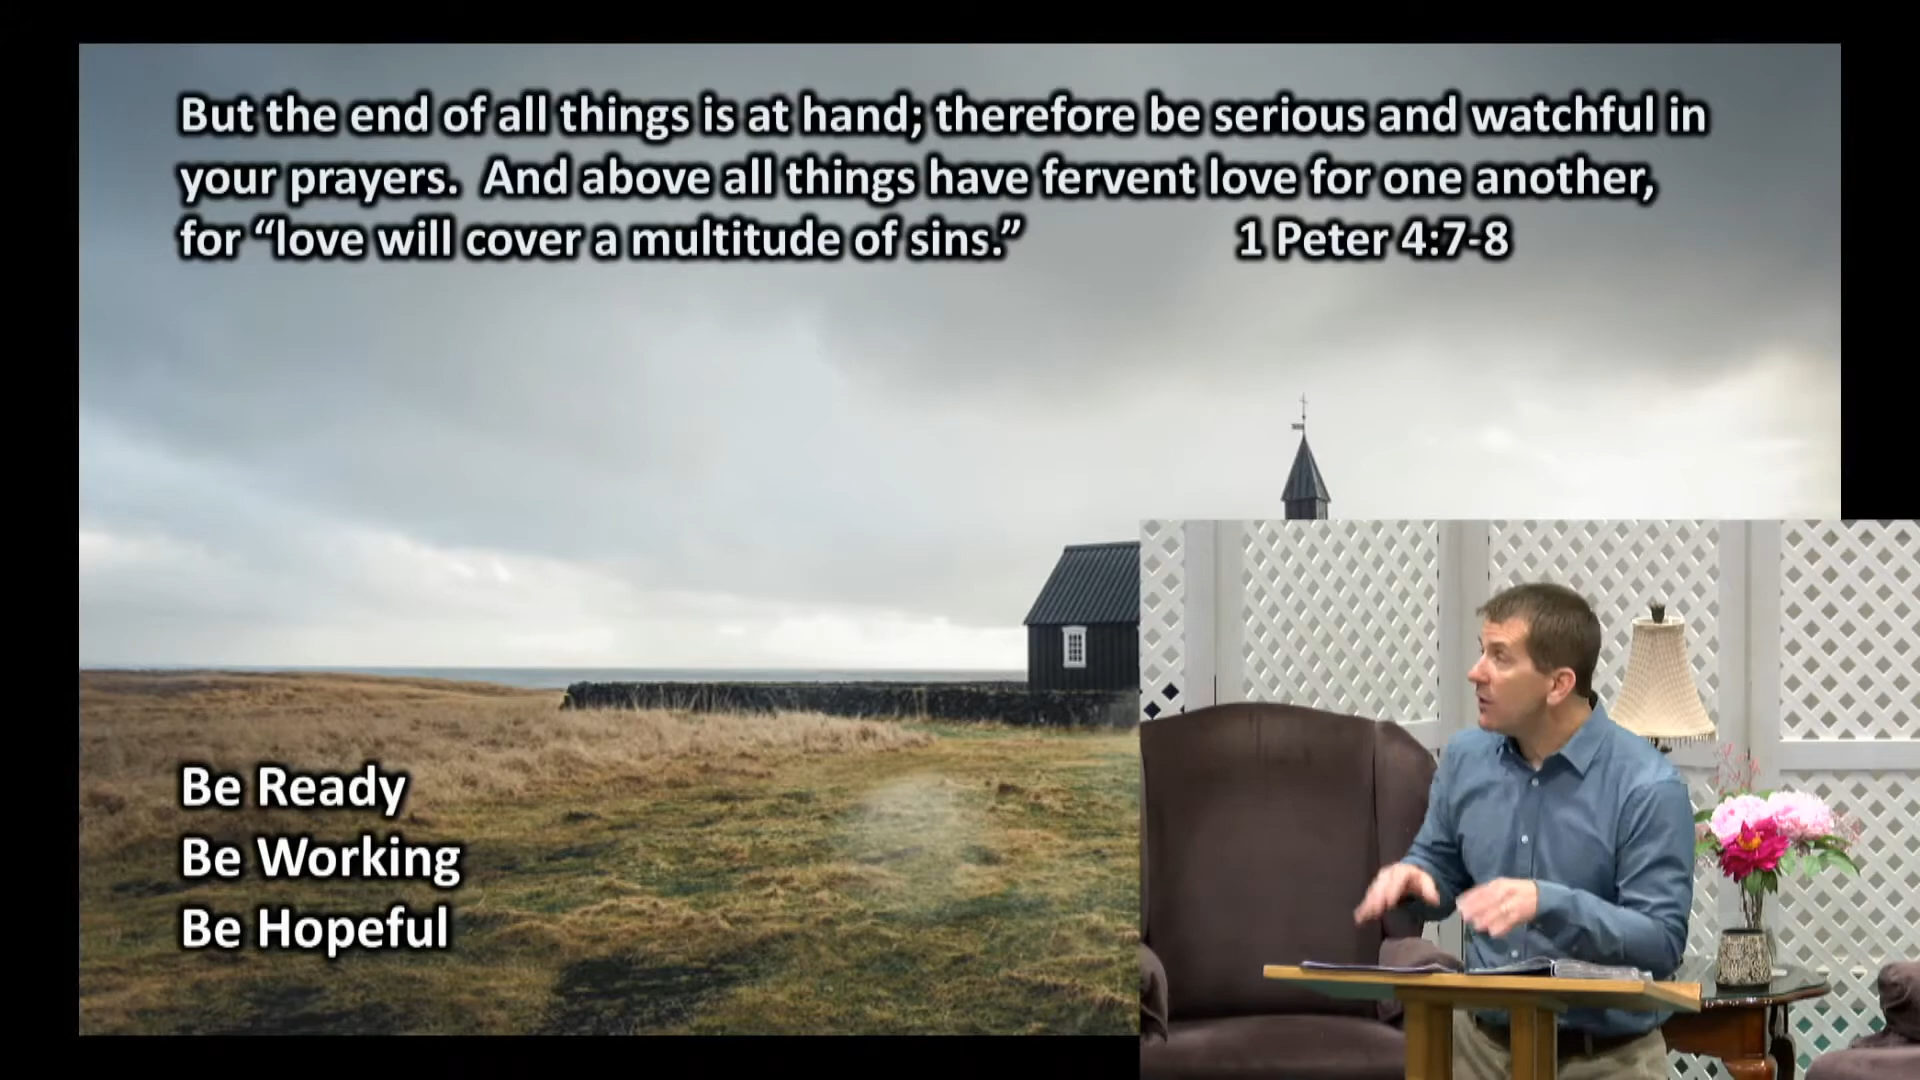 But the end of all things is at hand; therefore be serious and watchful in
your prayers.  And above all things have fervent love for one another,
for “love will cover a multitude of sins.” 1 Peter 4:7-8
Be Ready
Be Working
Be Hopeful